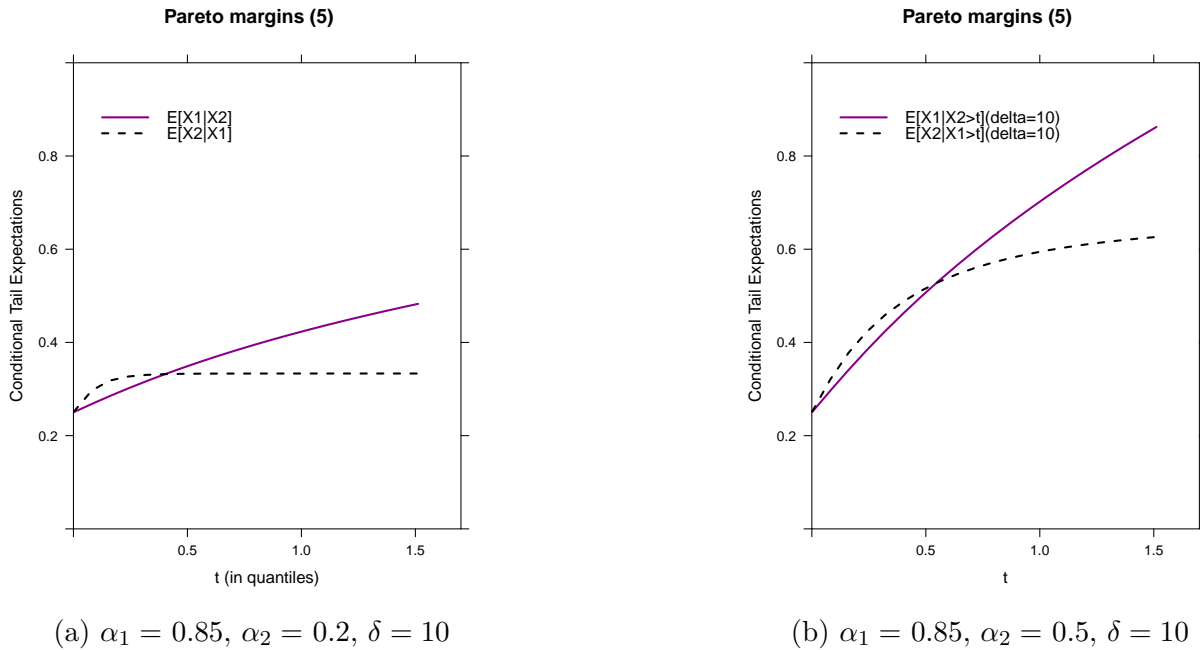 Pareto margins (5)
E[X1|X2]
E[X2|X1]
Conditional Tail Expectations
0.8
0.6
0.4
0.2
0.5
1.0
1.5
t (in quantiles)
(a) α₁ = 0.85, α₂ = 0.2, δ = 10
Pareto margins (5)
E[X1|X2>t](delta=10)
E[X2|X1>t](delta=10)
Conditional Tail Expectations
0.8
0.6
0.4
0.2
0.5
1.0
1.5
t
(b) α₁ = 0.85, α₂ = 0.5, δ = 10